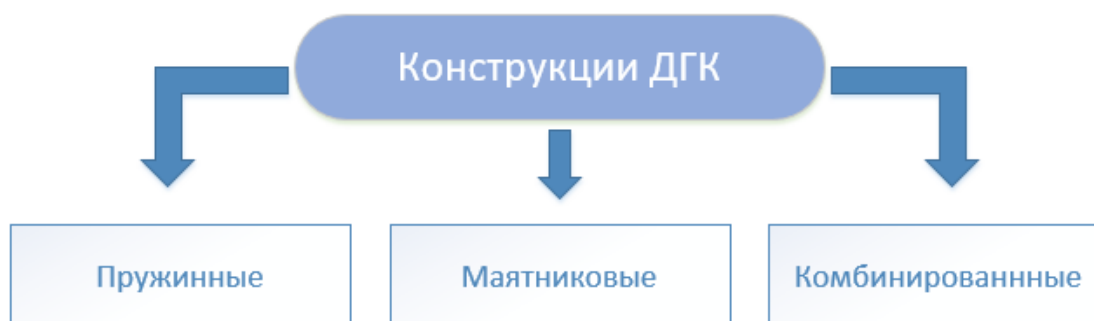 Конструкции ДГК
Пружинные
Маятниковые
Комбинированнные